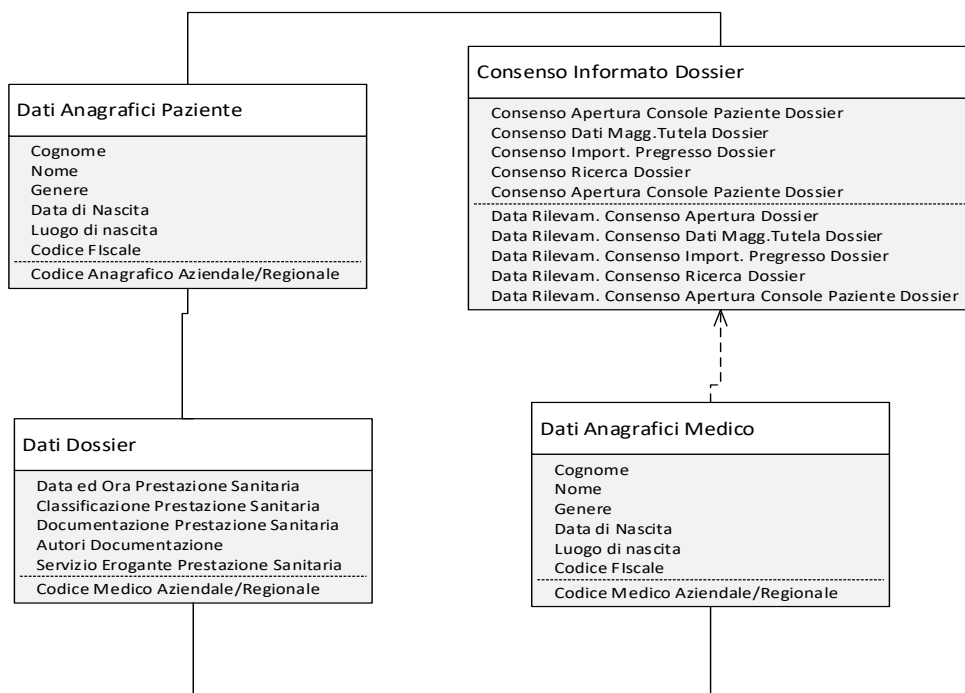 Dati Anagrafici Paziente
Cognome
Nome
Genere
Data di Nascita
Luogo di nascita
Codice FIscale
Codice Anagrafico Aziendale/Regionale
Consenso Informato Dossier
Consenso Apertura Console Paziente Dossier
Consenso Dati Magg.Tutela Dossier
Consenso Import. Pregresso Dossier
Consenso Ricerca Dossier
Consenso Apertura Console Paziente Dossier
Data Rilevam. Consenso Apertura Dossier
Data Rilevam. Consenso Dati Magg.Tutela Dossier
Data Rilevam. Consenso Import. Pregresso Dossier
Data Rilevam. Consenso Ricerca Dossier
Data Rilevam. Consenso Apertura Console Paziente Dossier
Dati Dossier
Data ed Ora Prestazione Sanitaria
Classificazione Prestazione Sanitaria
Documentazione Prestazione Sanitaria
Autori Documentazione
Servizio Erogante Prestazione Sanitaria
Codice Medico Aziendale/Regionale
Dati Anagrafici Medico
Cognome
Nome
Genere
Data di Nascita
Luogo di nascita
Codice FIscale
Codice Medico Aziendale/Regionale